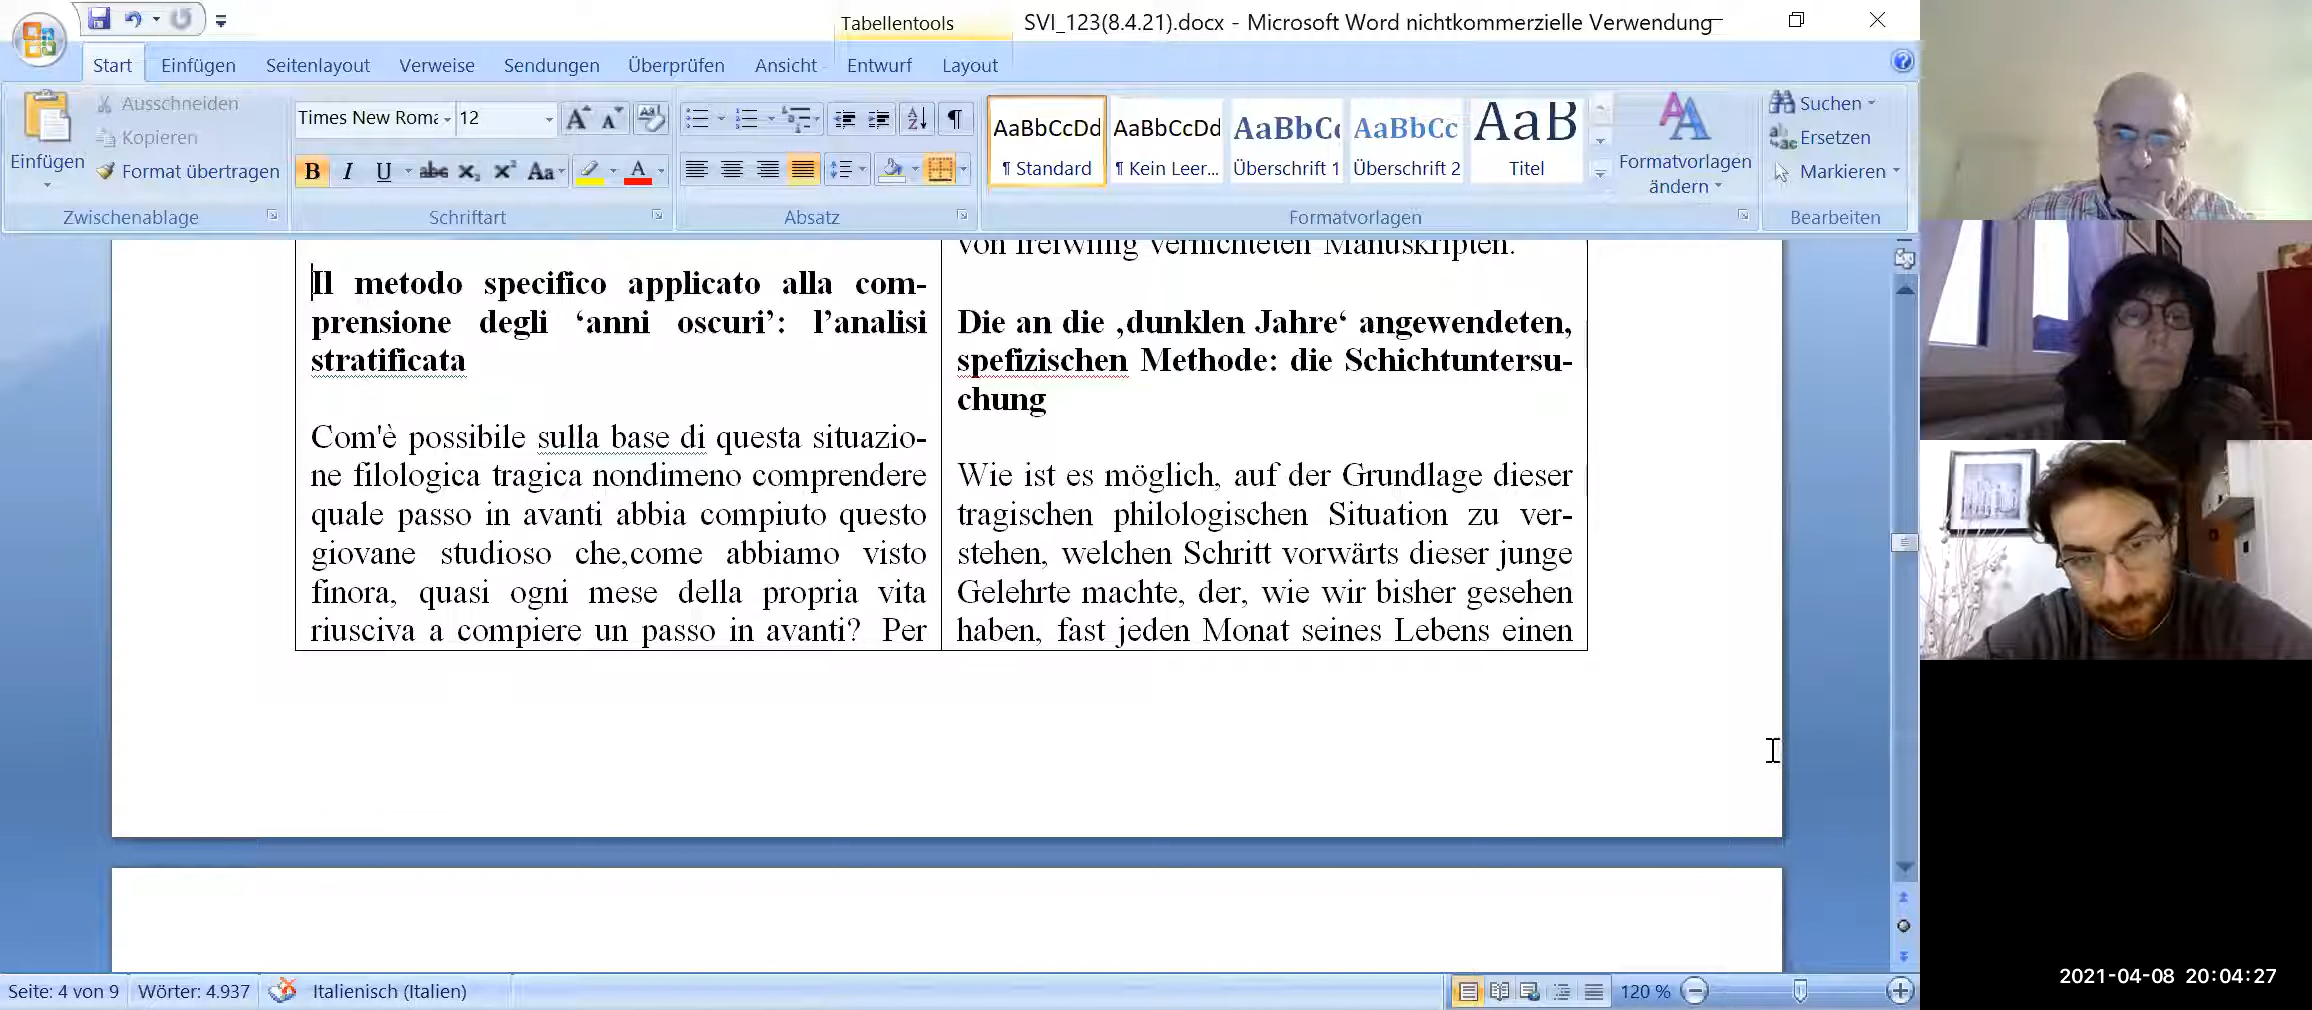 Tabellentools
SVI_123(8.4.21).docx - Microsoft Word nichtkommerzielle Verwendung
Start Einfügen Seitenlayout Verweise Sendungen Überprüfen Ansicht Entwurf Layout
Einfügen
Ausschneiden
Kopieren
Format übertragen
Zwischenablage
Times New Roma 12
B I U abc x₂ x² Aa A
Schriftart
Absatz
AaBbCcDd AaBbCcDd AaBbCc AaBbCc AaB
¶ Standard ¶ Kein Leer... Überschrift 1 Überschrift 2 Titel
Formatvorlagen
ändern
Formatvorlagen
Suchen
Ersetzen
Markieren
Bearbeiten
Il metodo specifico applicato alla com-
prensione degli ‘anni oscuri’: l’analisi
stratificata
Com'è possibile sulla base di questa situazio-
ne filologica tragica nondimeno comprendere
quale passo in avanti abbia compiuto questo
giovane studioso che,come abbiamo visto
finora, quasi ogni mese della propria vita
riusciva a compiere un passo in avanti? Per
von freiwillig vernichteten Manuskripten.
Die an die ‚dunklen Jahre‘ angewendeten,
spefizischen Methode: die Schichtuntersu-
chung
Wie ist es möglich, auf der Grundlage dieser
tragischen philologischen Situation zu ver-
stehen, welchen Schritt vorwärts dieser junge
Gelehrte machte, der, wie wir bisher gesehen
haben, fast jeden Monat seines Lebens einen
Seite: 4 von 9 Wörter: 4.937 Italienisch (Italien)
120 %
2021-04-08 20:04:27